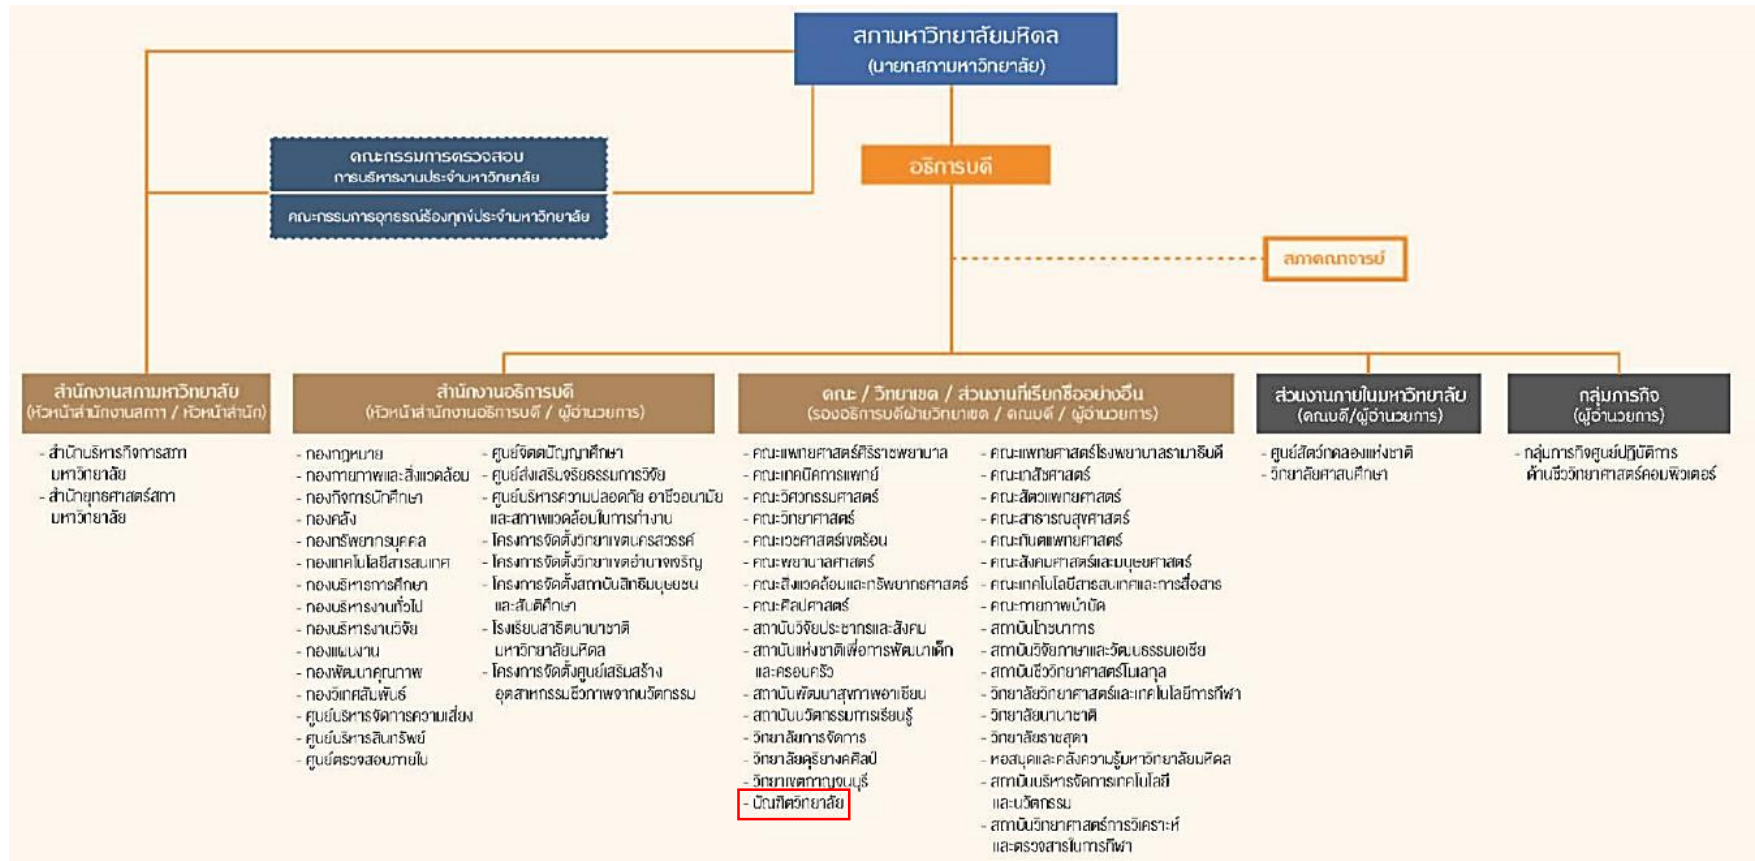 สภามหาวิทยาลัยมหิดล
(นายกสภามหาวิทยาลัย)
คณะกรรมการตรวจสอบ
การบริหารงานประจำมหาวิทยาลัย
คณะกรรมการอุทธรณ์ร้องทุกข์ประจำมหาวิทยาลัย
อธิการบดี
สภาคณาจารย์
สำนักงานสภามหาวิทยาลัย
(หัวหน้าสำนักงานสภาฯ / หัวหน้าสำนัก)
- สำนักบริหารกิจการสภา
มหาวิทยาลัย
- สำนักยุทธศาสตร์สภา
มหาวิทยาลัย
สำนักงานอธิการบดี
(หัวหน้าสำนักงานอธิการบดี / ผู้อำนวยการ)
- กองกฎหมาย
- กองกายภาพและสิ่งแวดล้อม
- กองกิจการนักศึกษา
- กองคลัง
- กองทรัพยากรบุคคล
- กองเทคโนโลยีสารสนเทศ
- กองบริหารการศึกษา
- กองบริหารงานทั่วไป
- กองบริหารงานวิจัย
- กองแผนงาน
- กองพัฒนาคุณภาพ
- กองวิเทศสัมพันธ์
- ศูนย์บริหารจัดการความเสี่ยง
- ศูนย์บริหารสินทรัพย์
- ศูนย์ตรวจสอบภายใน
- ศูนย์จิตตปัญญาศึกษา
- ศูนย์ส่งเสริมจริยธรรมการวิจัย
- ศูนย์บริหารความปลอดภัย อาชีวอนามัย
และสภาพแวดล้อมในการทำงาน
- โครงการจัดตั้งวิทยาเขตนครสวรรค์
- โครงการจัดตั้งวิทยาเขตอำนาจเจริญ
- โครงการจัดตั้งสถาบันสิทธิมนุษยชน
และสันติศึกษา
- โรงเรียนสาธิตนานาชาติ
มหาวิทยาลัยมหิดล
- โครงการจัดตั้งศูนย์เสริมสร้าง
อุตสาหกรรมชีวภาพจากนวัตกรรม
คณะ / วิทยาเขต / ส่วนงานที่เรียกชื่ออย่างอื่น
(รองอธิการบดีฝ่ายวิทยาเขต / คณบดี / ผู้อำนวยการ)
- คณะแพทยศาสตร์ศิริราชพยาบาล
- คณะเทคนิคการแพทย์
- คณะวิศวกรรมศาสตร์
- คณะวิทยาศาสตร์
- คณะเวชศาสตร์เขตร้อน
- คณะพยาบาลศาสตร์
- คณะสิ่งแวดล้อมและทรัพยากรศาสตร์
- คณะศิลปศาสตร์
- สถาบันวิจัยประชากรและสังคม
- สถาบันแห่งชาติเพื่อการพัฒนาเด็ก
และครอบครัว
- สถาบันพัฒนาสุขภาพอาเซียน
- สถาบันนวัตกรรมการเรียนรู้
- วิทยาลัยการจัดการ
- วิทยาลัยดุริยางคศิลป์
- วิทยาเขตกาญจนบุรี
- บัณฑิตวิทยาลัย
- คณะแพทยศาสตร์โรงพยาบาลรามาธิบดี
- คณะเภสัชศาสตร์
- คณะสัตวแพทยศาสตร์
- คณะสาธารณสุขศาสตร์
- คณะทันตแพทยศาสตร์
- คณะสังคมศาสตร์และมนุษยศาสตร์
- คณะเทคโนโลยีสารสนเทศและการสื่อสาร
- คณะกายภาพบำบัด
- สถาบันโภชนาการ
- สถาบันวิจัยภาษาและวัฒนธรรมเอเชีย
- สถาบันชีววิทยาศาสตร์โมเลกุล
- วิทยาลัยวิทยาศาสตร์และเทคโนโลยีการกีฬา
- วิทยาลัยนานาชาติ
- วิทยาลัยราชสุดา
- หอสมุดและคลังความรู้มหาวิทยาลัยมหิดล
- สถาบันบริหารจัดการเทคโนโลยี
และนวัตกรรม
- สถาบันวิทยาศาสตร์การวิเคราะห์
และตรวจสารในการกีฬา
ส่วนงานภายในมหาวิทยาลัย
(คณบดี/ผู้อำนวยการ)
- ศูนย์สัตว์ทดลองแห่งชาติ
- วิทยาลัยศาสนศึกษา
กลุ่มภารกิจ
(ผู้อำนวยการ)
- กลุ่มภารกิจศูนย์ปฏิบัติการ
ด้านชีววิทยาศาสตร์คอมพิวเตอร์